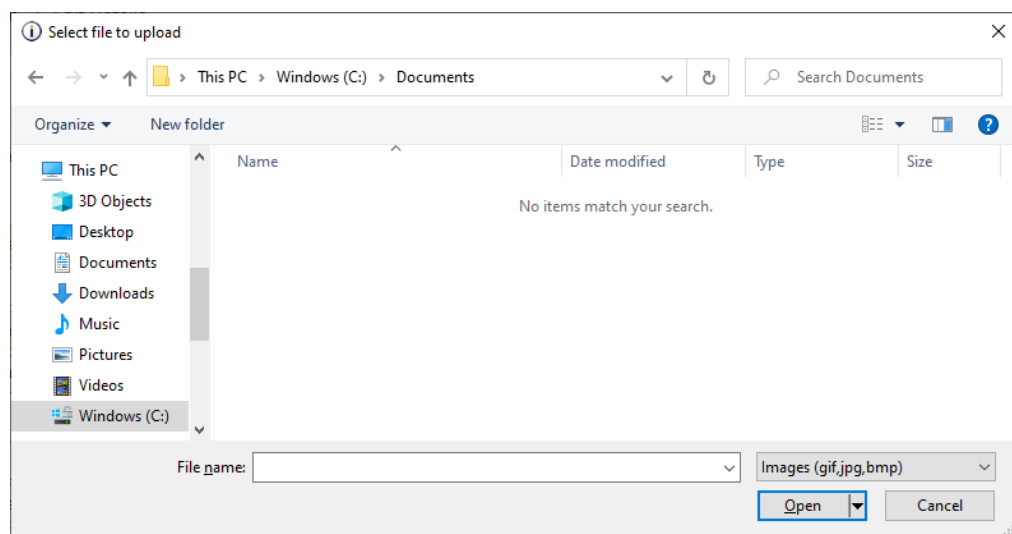 Select file to upload
This PC > Windows (C:) > Documents
Search Documents
Organize
New folder
Name
Date modified
Type
Size
No items match your search.
This PC
3D Objects
Desktop
Documents
Downloads
Music
Pictures
Videos
Windows (C:)
File name:
Images (gif,jpg,bmp)
Open
Cancel